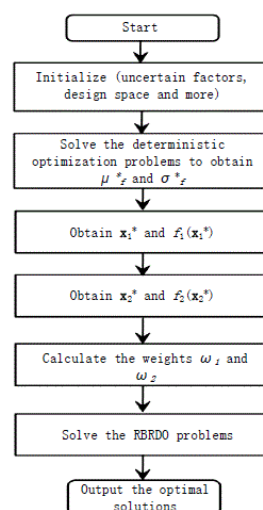 Start
Initialize (uncertain factors,
design space and more)
Solve the deterministic
optimization problems to obtain
μ*f and σ*f
Obtain x₁* and f₁(x₁*)
Obtain x₂* and f₂(x₂*)
Calculate the weights ω₁ and
ω₂
Solve the RBRDO problems
Output the optimal
solutions